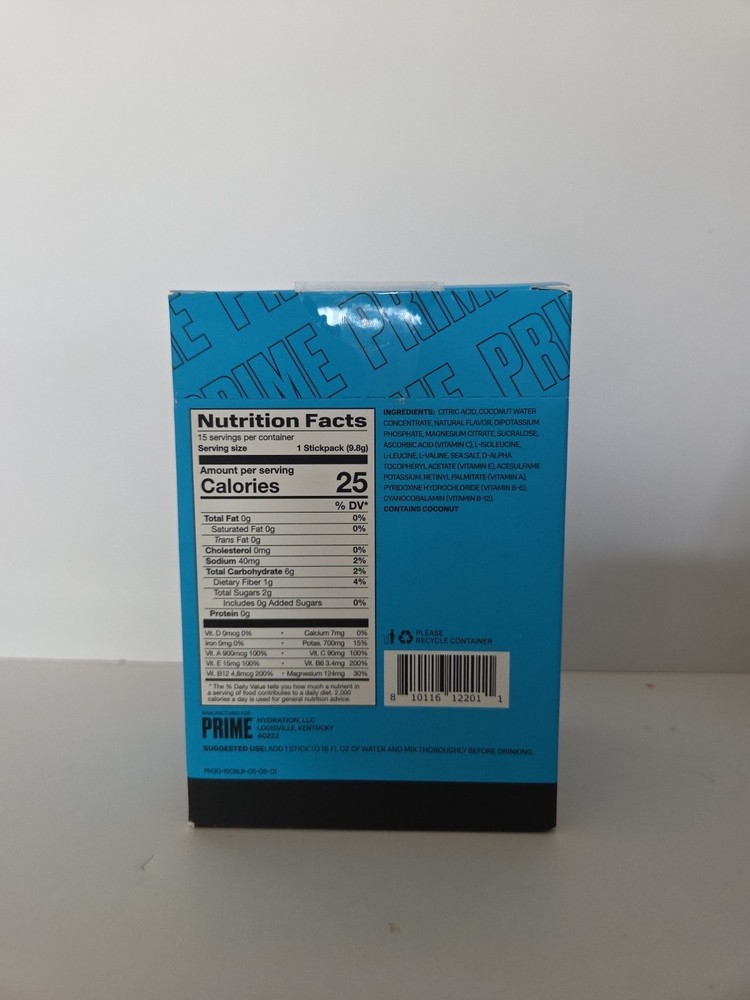 PRIME PRIME PRIME
PRIME PRIME PRI
Nutrition Facts
15 servings per container
Serving size 1 Stickpack (9.8g)
Amount per serving
Calories 25
% DV*
Total Fat 0g 0%
Saturated Fat 0g 0%
Trans Fat 0g
Cholesterol 0mg 0%
Sodium 40mg 2%
Total Carbohydrate 6g 2%
Dietary Fiber 1g 4%
Total Sugars 2g
Includes 0g Added Sugars 0%
Protein 0g
Vit. D 0mcg 0% • Calcium 7mg 0%
Iron 0mg 0% • Potas. 700mg 15%
Vit. A 900mcg 100% • Vit. C 90mg 100%
Vit. E 15mg 100% • Vit. B6 3.4mg 200%
Vit. B12 4.8mcg 200% • Magnesium 124mg 30%
* The % Daily Value tells you how much a nutrient in
a serving of food contributes to a daily diet. 2,000
calories a day is used for general nutrition advice.
INGREDIENTS: CITRIC ACID, COCONUT WATER
CONCENTRATE, NATURAL FLAVOR, DIPOTASSIUM
PHOSPHATE, MAGNESIUM CITRATE, SUCRALOSE,
ASCORBIC ACID (VITAMIN C), L-ISOLEUCINE,
L-LEUCINE, L-VALINE, SEA SALT, D-ALPHA
TOCOPHERYL ACETATE (VITAMIN E), ACESULFAME
POTASSIUM, RETINYL PALMITATE (VITAMIN A),
PYRIDOXINE HYDROCHLORIDE (VITAMIN B-6),
CYANOCOBALAMIN (VITAMIN B-12).
CONTAINS COCONUT
PLEASE
RECYCLE CONTAINER
8 10116 12201 1
MANUFACTURED FOR
PRIME HYDRATION, LLC
LOUISVILLE, KENTUCKY
40222
SUGGESTED USE: ADD 1 STICK TO 16 FL OZ OF WATER AND MIX THOROUGHLY BEFORE DRINKING.